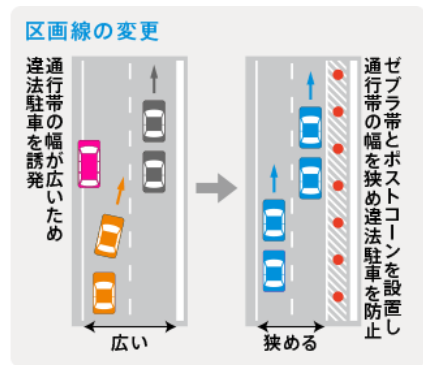 区画線の変更
通行帯の幅が広いため
違法駐車を誘発
広い
ゼブラ帯とポストコーンを設置し
通行帯の幅を狭め違法駐車を防止
狭める